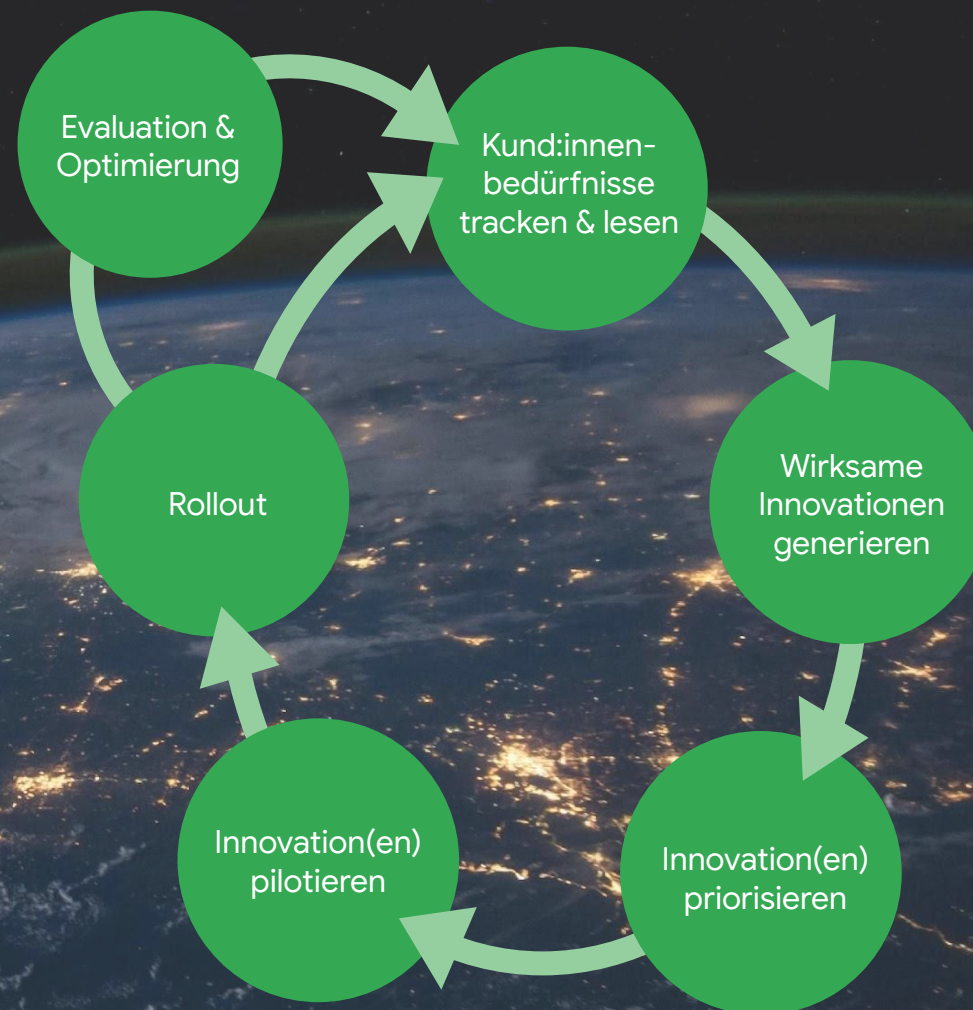 Evaluation &
Optimierung
Kund:innen-
bedürfnisse
tracken & lesen
Wirksame
Innovationen
generieren
Rollout
Innovation(en)
pilotieren
Innovation(en)
priorisieren